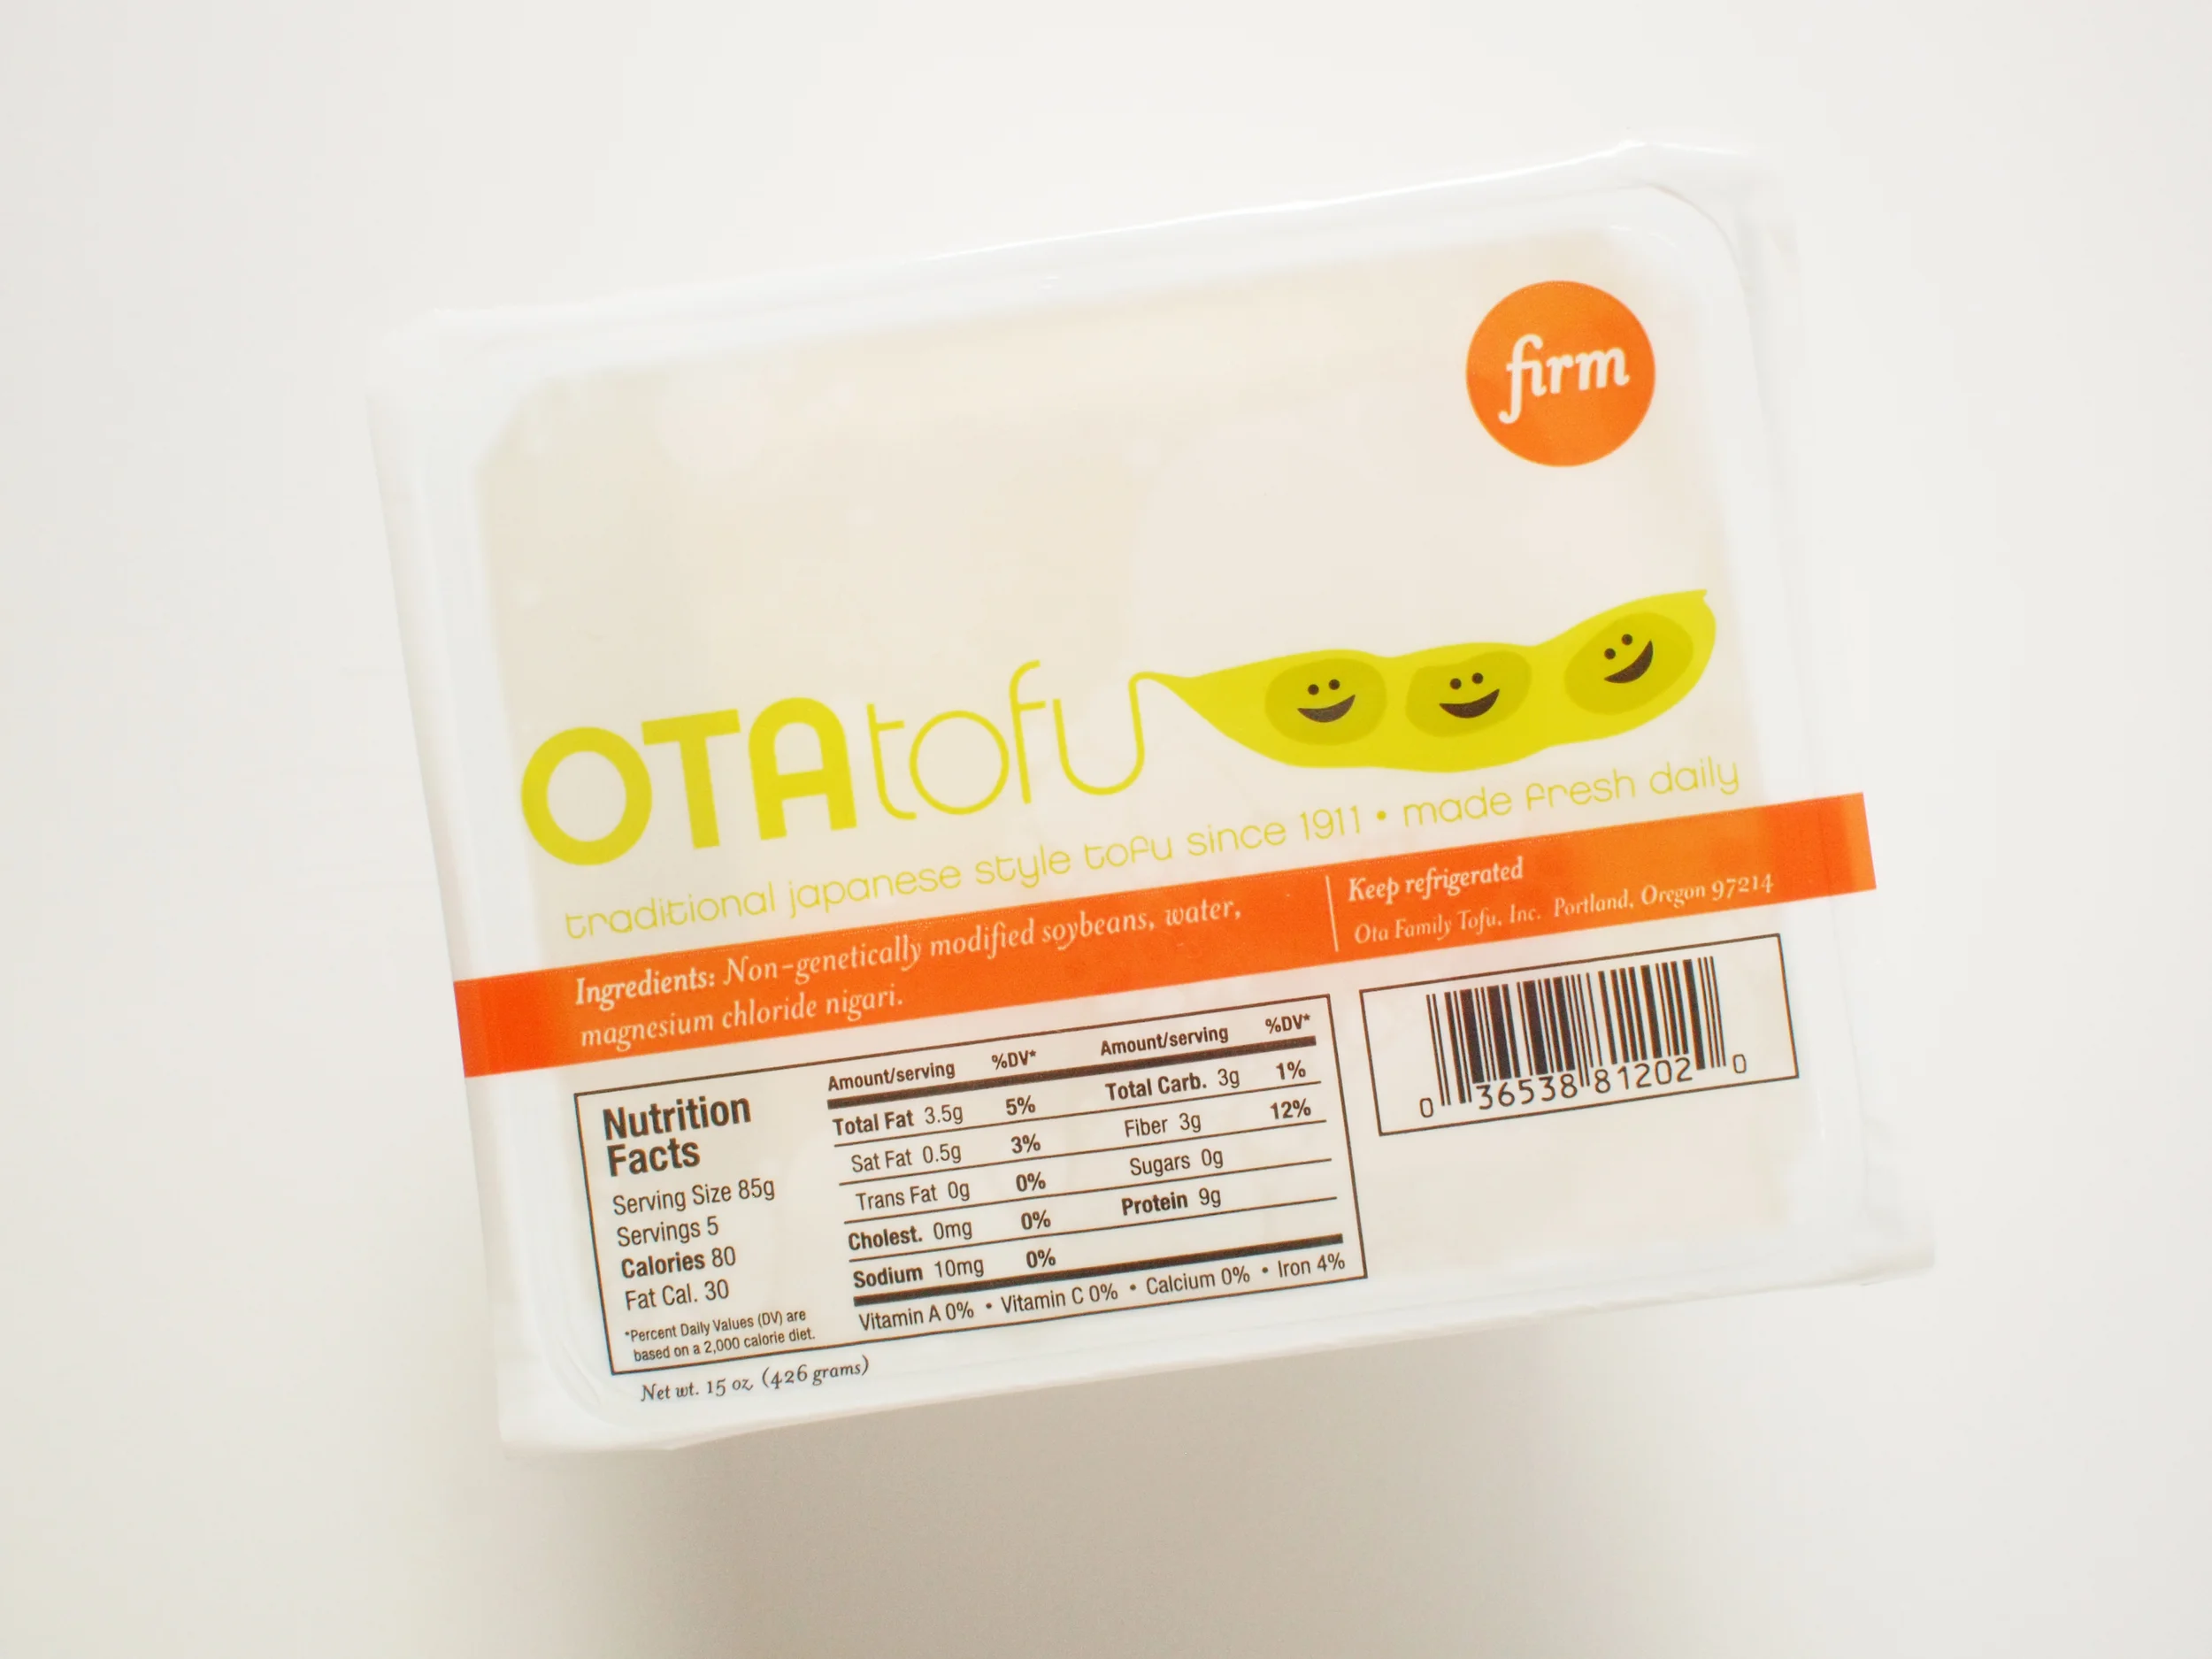 firm
OTAtofu
traditional japanese style tofu since 1911 • made fresh daily
Ingredients: Non-genetically modified soybeans, water,
magnesium chloride nigari.
Keep refrigerated
Ota Family Tofu, Inc. Portland, Oregon 97214
Nutrition
Facts
Serving Size 85g
Servings 5
Calories 80
Fat Cal. 30
*Percent Daily Values (DV) are
based on a 2,000 calorie diet.
Amount/serving %DV* Amount/serving %DV*
Total Fat 3.5g 5% Total Carb. 3g 1%
Sat Fat 0.5g 3% Fiber 3g 12%
Trans Fat 0g 0% Sugars 0g
Cholest. 0mg 0% Protein 9g
Sodium 10mg 0%
Vitamin A 0% • Vitamin C 0% • Calcium 0% • Iron 4%
0 36538 81202 0
Net wt. 15 oz (426 grams)